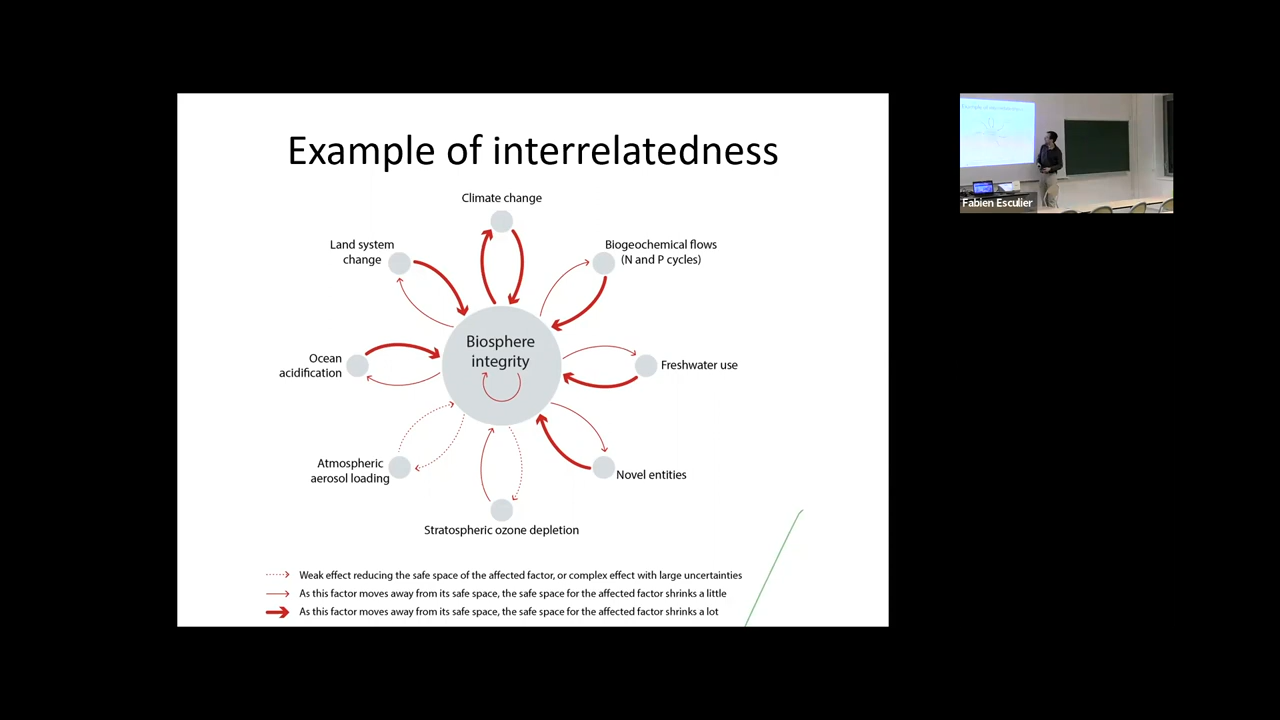 Example of interrelatedness
Climate change
Land system
change
Biogeochemical flows
(N and P cycles)
Biosphere
integrity
Ocean
acidification
Freshwater use
Atmospheric
aerosol loading
Novel entities
Stratospheric ozone depletion
Weak effect reducing the safe space of the affected factor, or complex effect with large uncertainties
As this factor moves away from its safe space, the safe space for the affected factor shrinks a little
As this factor moves away from its safe space, the safe space for the affected factor shrinks a lot
Fabien Esculier